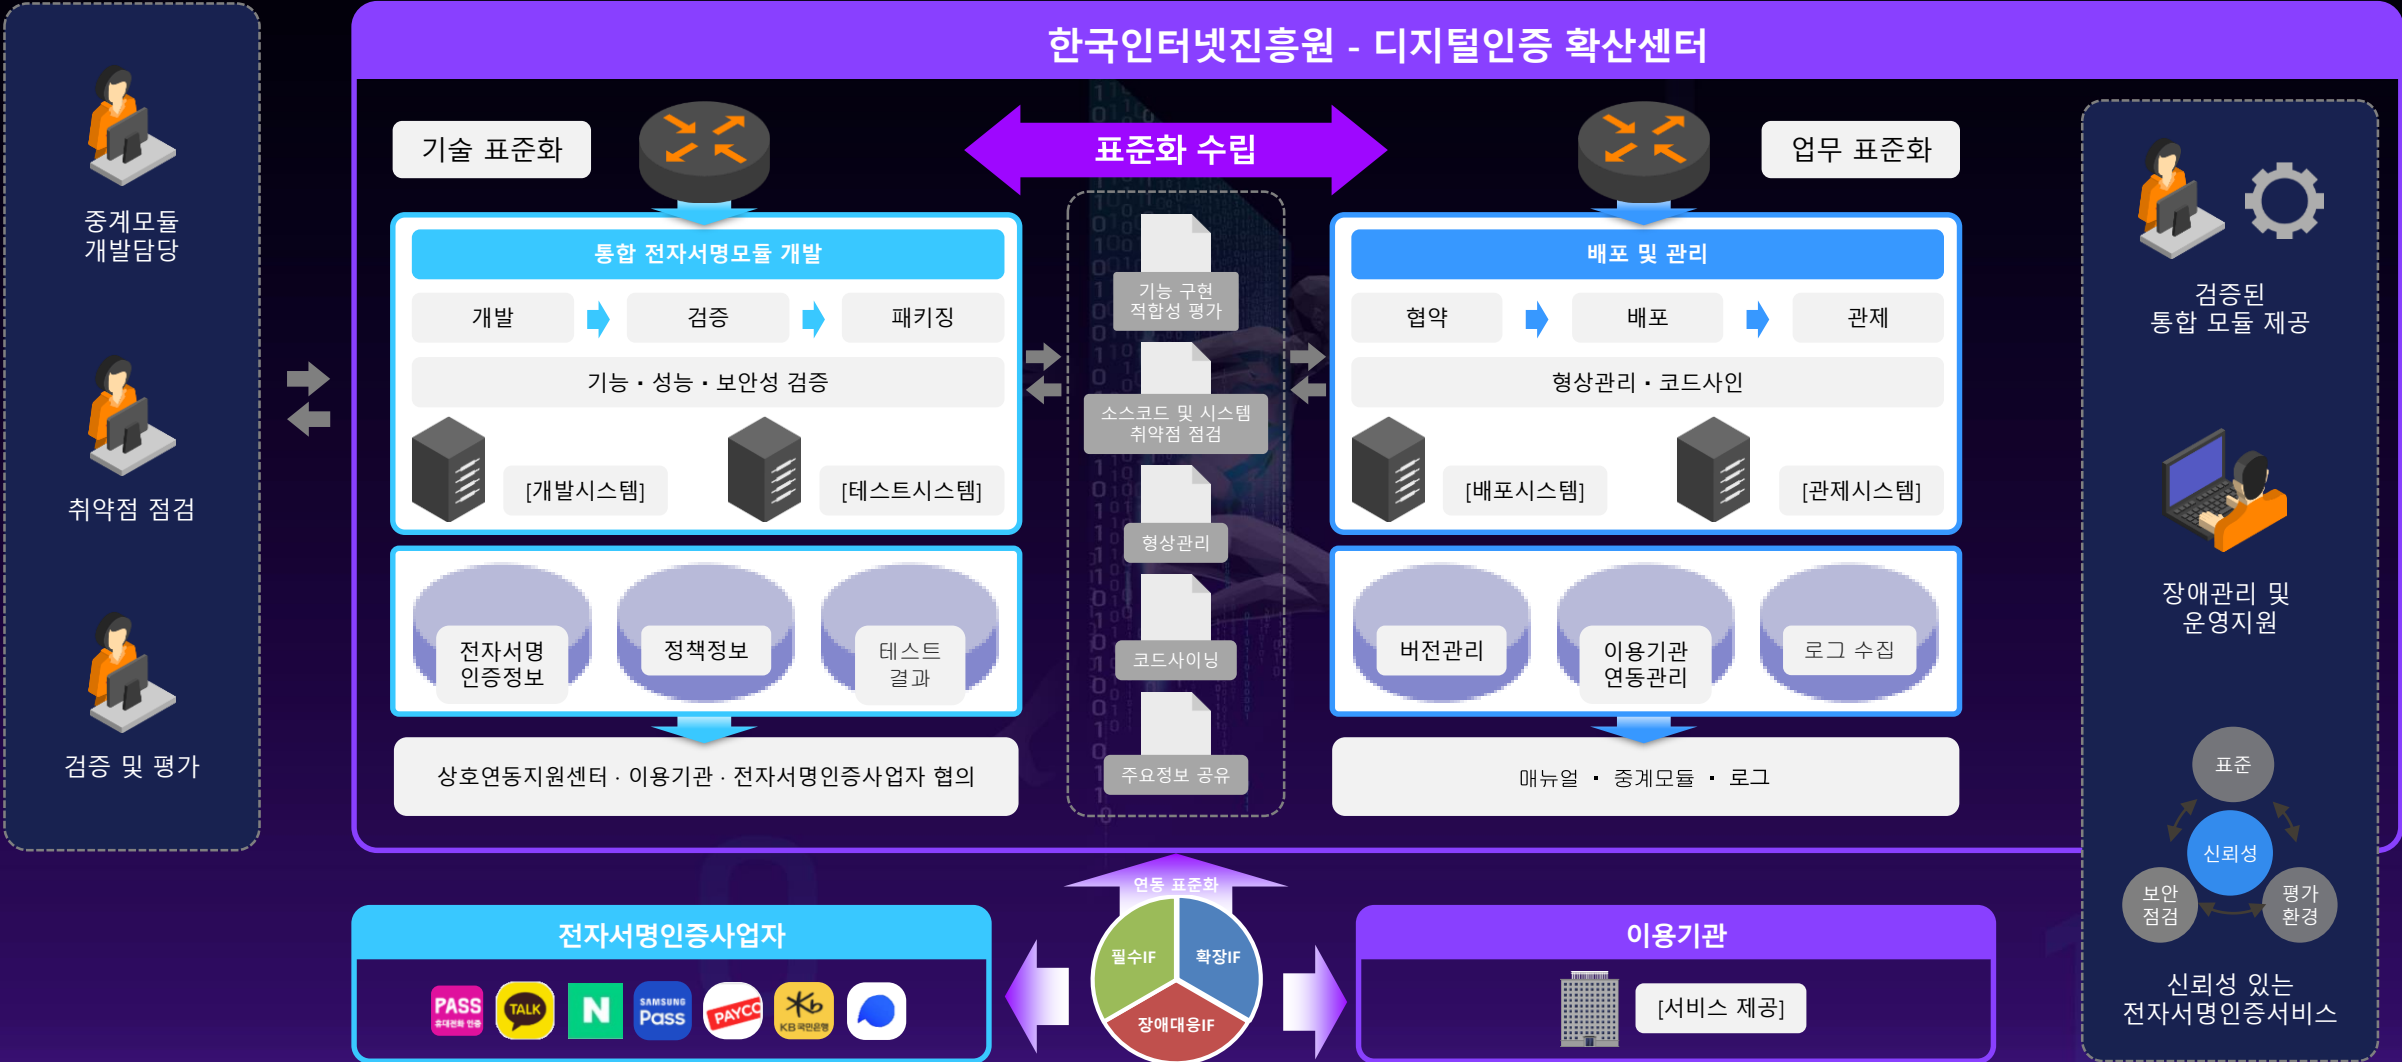 한국인터넷진흥원 - 디지털인증 확산센터
중계모듈
개발담당
취약점 점검
검증 및 평가
기술 표준화
표준화 수립
업무 표준화
통합 전자서명모듈 개발
개발
검증
패키징
기능 · 성능 · 보안성 검증
[개발시스템]
[테스트시스템]
전자서명
인증정보
정책정보
테스트
결과
상호연동지원센터 · 이용기관 · 전자서명인증사업자 협의
기능 구현
적합성 평가
소스코드 및 시스템
취약점 점검
형상관리
코드사이닝
주요정보 공유
배포 및 관리
협약
배포
관제
형상관리 · 코드사인
[배포시스템]
[관제시스템]
버전관리
이용기관
연동관리
로그 수집
매뉴얼 · 중계모듈 · 로그
검증된
통합 모듈 제공
장애관리 및
운영지원
표준
신뢰성
보안
점검
평가
환경
신뢰성 있는
전자서명인증서비스
연동 표준화
필수IF
확장IF
장애대응IF
전자서명인증사업자
PASS
휴대전화 인증
TALK
N
SAMSUNG
Pass
PAYCO
KB 국민은행
이용기관
[서비스 제공]